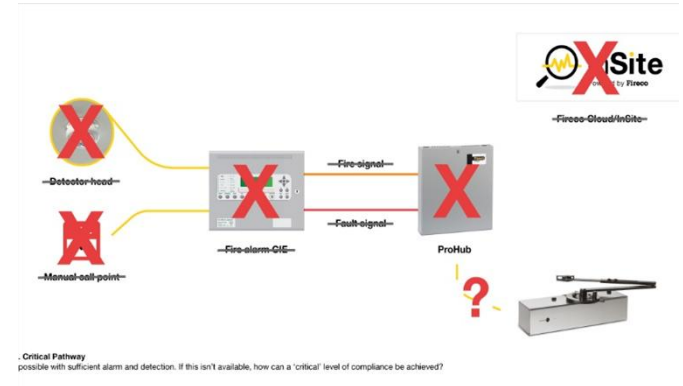 InSite
Powered by Fireco
Fireco Cloud/InSite
Fire signal
Detector head
Fault signal
Fire alarm CIE
ProHub
Manual call point
?
. Critical Pathway
possible with sufficient alarm and detection. If this isn't available, how can a 'critical' level of compliance be achieved?